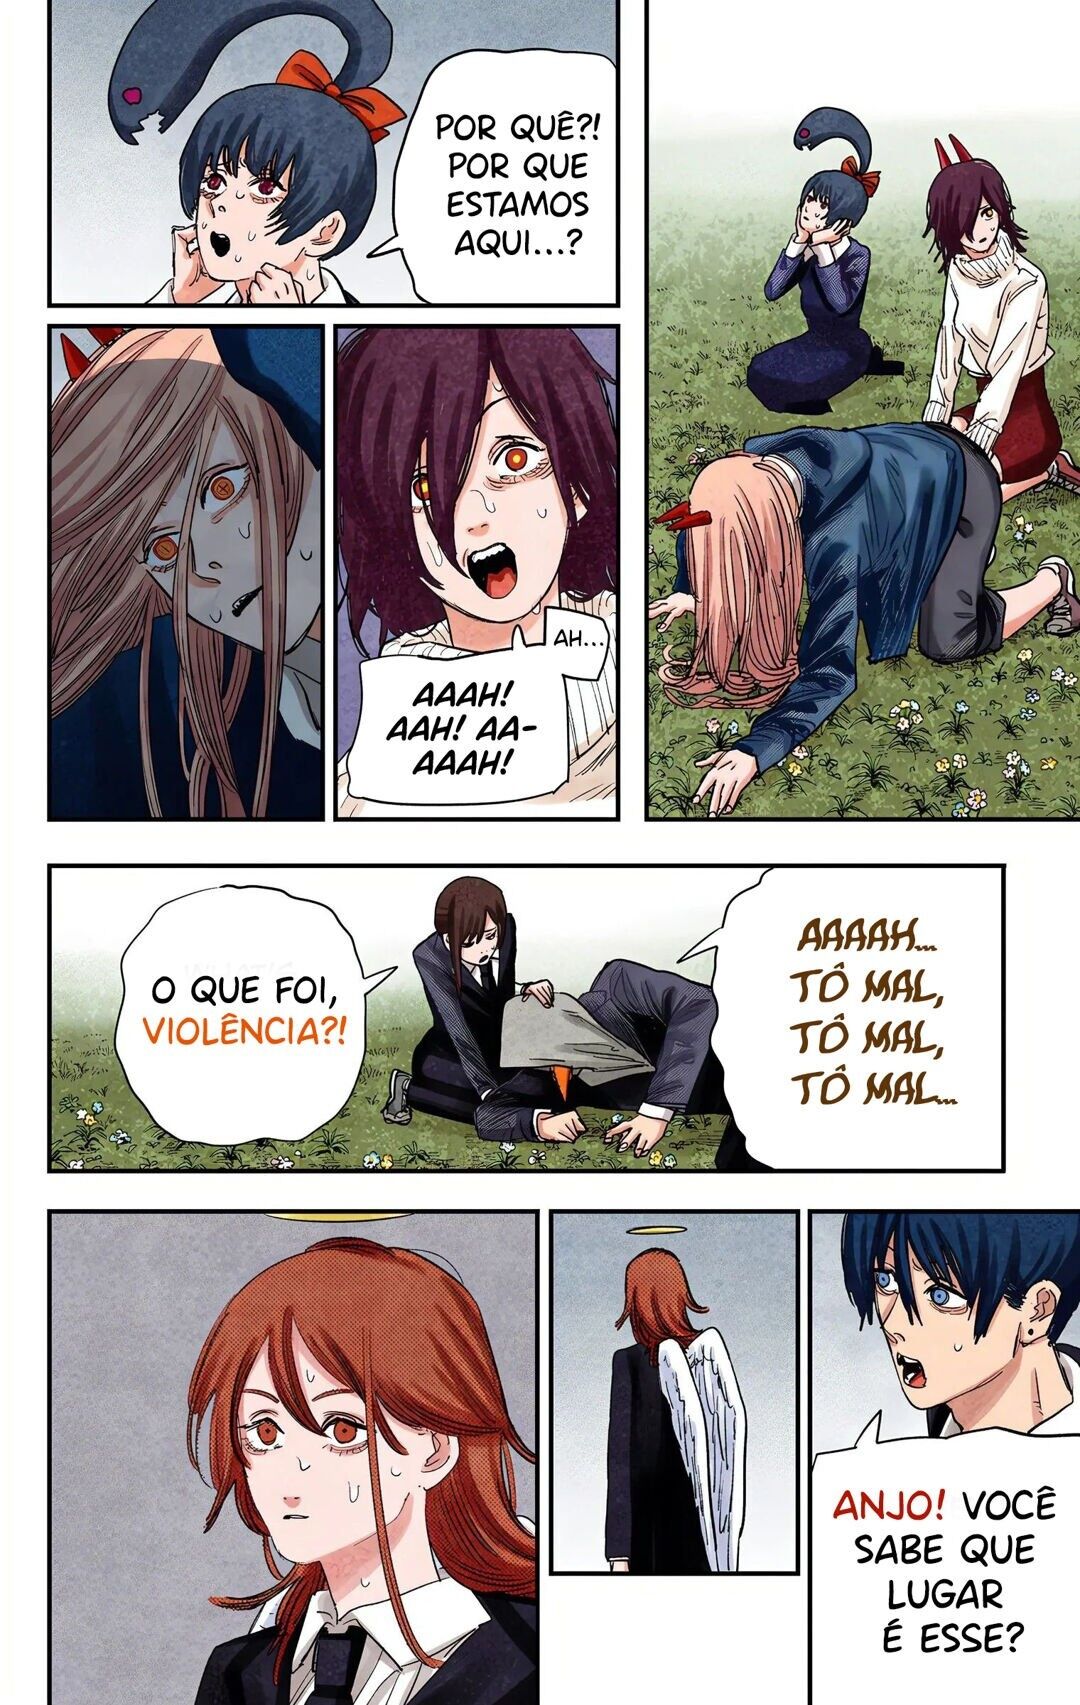 POR QUÊ?!
POR QUE
ESTAMOS
AQUI...?
AH...
AAAH!
AAH! AA-
AAAH!
AAAAH...
TÔ MAL,
TÔ MAL,
TÔ MAL...
O QUE FOI,
VIOLÊNCIA?!
ANJO! VOCÊ
SABE QUE
LUGAR
É ESSE?